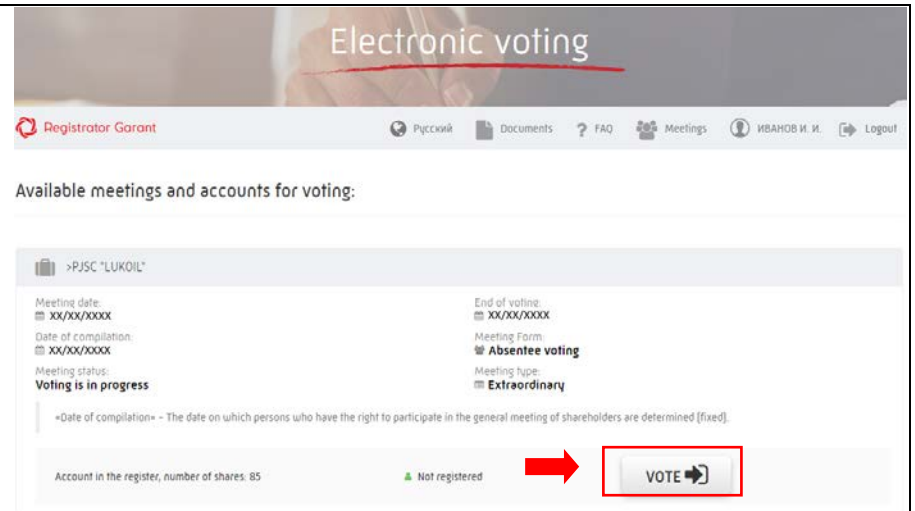 Electronic voting
Registrator Garant
Русский
Documents
? FAQ
Meetings
ИВАНОВ И. И.
Logout
Available meetings and accounts for voting:
>PJSC "LUKOIL"
Meeting date:
XX/XX/XXXX
End of voting:
XX/XX/XXXX
Date of compilation:
XX/XX/XXXX
Meeting Form:
Absentee voting
Meeting status:
Voting is in progress
Meeting type:
Extraordinary
«Date of compilation» - The date on which persons who have the right to participate in the general meeting of shareholders are determined (fixed).
Account in the register, number of shares: 85
Not registered
VOTE